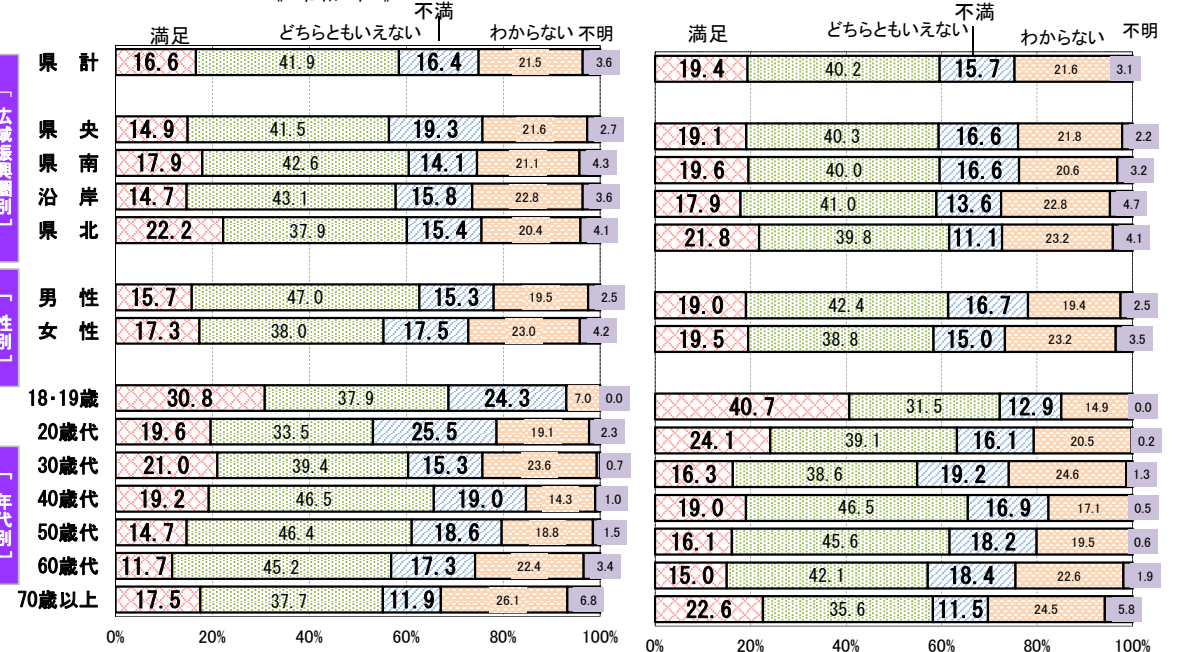 不満
満足 どちらともいえない わからない 不明
県 計 16.6 41.9 16.4 21.5 3.6
県 央 14.9 41.5 19.3 21.6 2.7
県 南 17.9 42.6 14.1 21.1 4.3
沿 岸 14.7 43.1 15.8 22.8 3.6
県 北 22.2 37.9 15.4 20.4 4.1
男 性 15.7 47.0 15.3 19.5 2.5
女 性 17.3 38.0 17.5 23.0 4.2
18・19歳 30.8 37.9 24.3 7.0 0.0
20歳代 19.6 33.5 25.5 19.1 2.3
30歳代 21.0 39.4 15.3 23.6 0.7
40歳代 19.2 46.5 19.0 14.3 1.0
50歳代 14.7 46.4 18.6 18.8 1.5
60歳代 11.7 45.2 17.3 22.4 3.4
70歳以上 17.5 37.7 11.9 26.1 6.8
0% 20% 40% 60% 80% 100%
「広域振興圏別」
「性別」
「年代別」
不満
満足 どちらともいえない わからない 不明
19.4 40.2 15.7 21.6 3.1
19.1 40.3 16.6 21.8 2.2
19.6 40.0 16.6 20.6 3.2
17.9 41.0 13.6 22.8 4.7
21.8 39.8 11.1 23.2 4.1
19.0 42.4 16.7 19.4 2.5
19.5 38.8 15.0 23.2 3.5
40.7 31.5 12.9 14.9 0.0
24.1 39.1 16.1 20.5 0.2
16.3 38.6 19.2 24.6 1.3
19.0 46.5 16.9 17.1 0.5
16.1 45.6 18.2 19.5 0.6
15.0 42.1 18.4 22.6 1.9
22.6 35.6 11.5 24.5 5.8
0% 20% 40% 60% 80% 100%